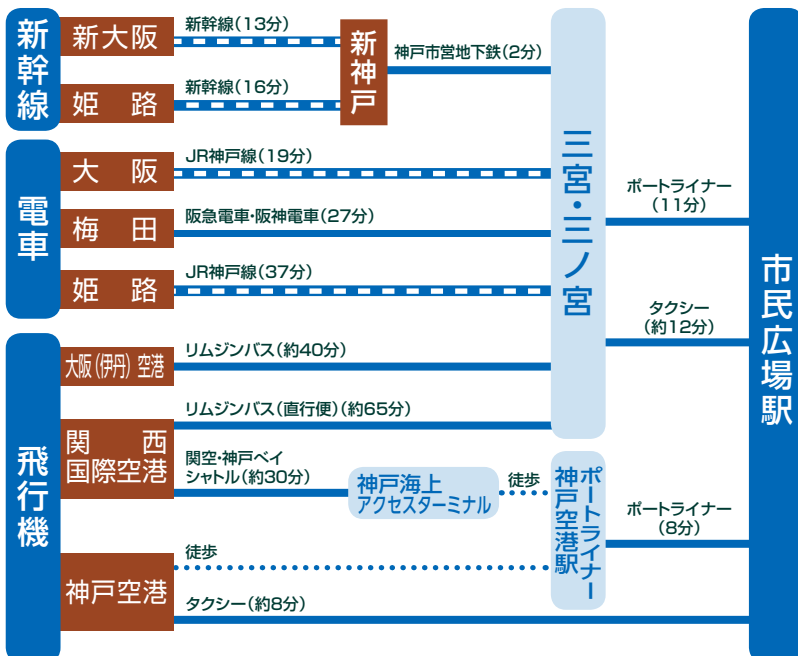 新幹線
新大阪
新幹線(13分)
姫路
新幹線(16分)
新神戸
神戸市営地下鉄(2分)
電車
大阪
JR神戸線(19分)
梅田
阪急電車・阪神電車(27分)
姫路
JR神戸線(37分)
三宮・三ノ宮
ポートライナー
(11分)
タクシー
(約12分)
市民広場駅
飛行機
大阪(伊丹)空港
リムジンバス(約40分)
関西
国際空港
リムジンバス(直行便)(約65分)
関空・神戸ベイ
シャトル(約30分)
神戸海上
アクセスターミナル
徒歩
ポートライナー
神戸空港駅
ポートライナー
(8分)
神戸空港
徒歩
タクシー(約8分)